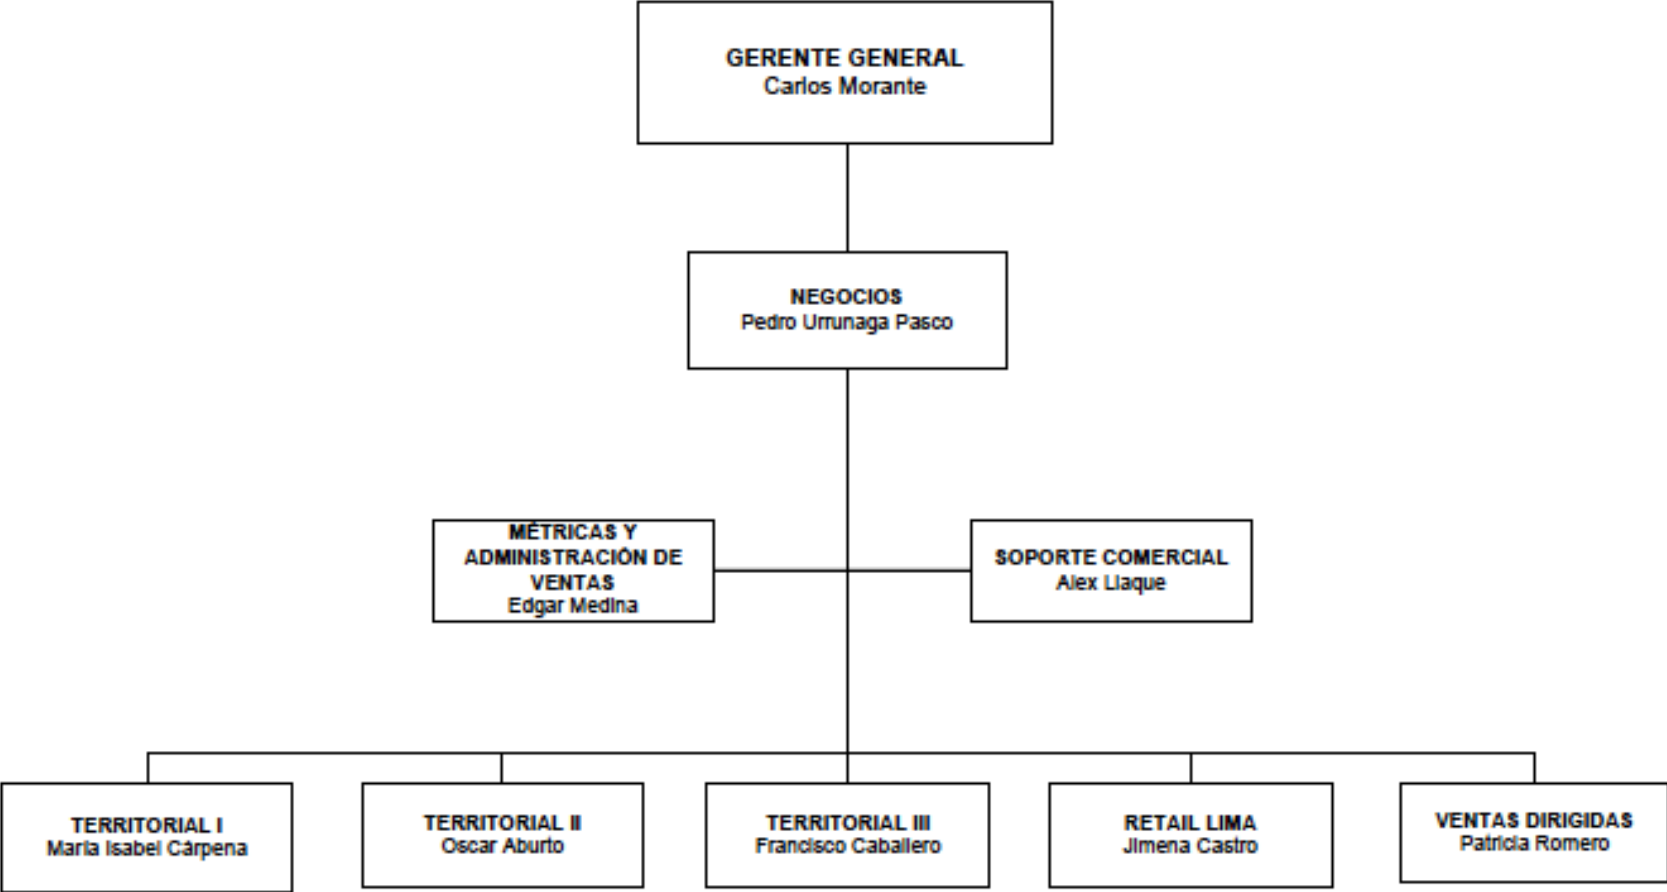 GERENTE GENERAL
Carlos Morante
NEGOCIOS
Pedro Urrunaga Pasco
MÉTRICAS Y
ADMINISTRACIÓN DE
VENTAS
Edgar Medina
SOPORTE COMERCIAL
Alex Llaque
TERRITORIAL I
María Isabel Cárpena
TERRITORIAL II
Oscar Aburto
TERRITORIAL III
Francisco Caballero
RETAIL LIMA
Jimena Castro
VENTAS DIRIGIDAS
Patricia Romero